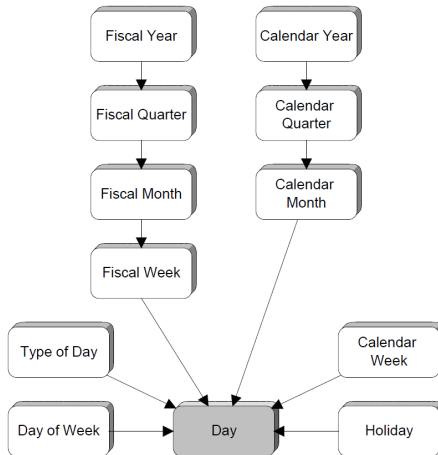 Fiscal Year
Calendar Year
Fiscal Quarter
Calendar
Quarter
Fiscal Month
Calendar
Month
Fiscal Week
Type of Day
Calendar
Week
Day of Week
Day
Holiday